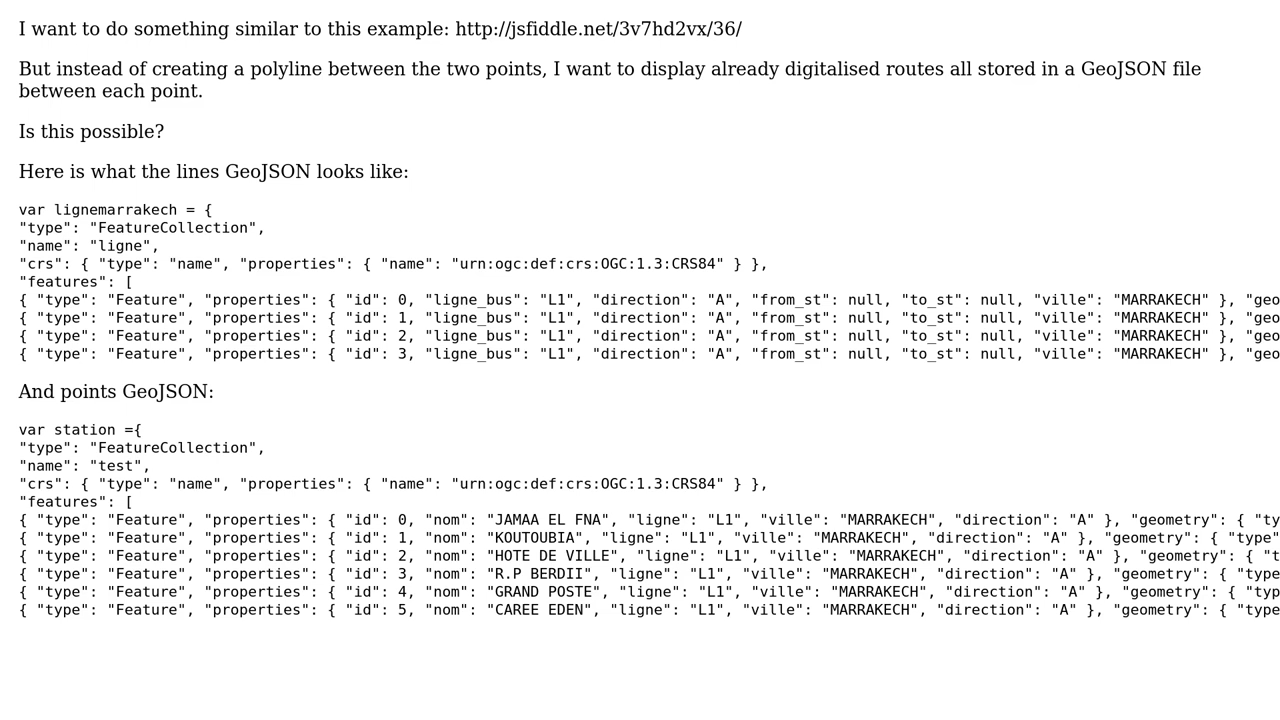 I want to do something similar to this example: http://jsfiddle.net/3v7hd2vx/36/
But instead of creating a polyline between the two points, I want to display already digitalised routes all stored in a GeoJSON file
between each point.
Is this possible?
Here is what the lines GeoJSON looks like:
var lignemarrakech = {
"type": "FeatureCollection",
"name": "ligne",
"crs": { "type": "name", "properties": { "name": "urn:ogc:def:crs:OGC:1.3:CRS84" } },
"features": [
{ "type": "Feature", "properties": { "id": 0, "ligne_bus": "L1", "direction": "A", "from_st": null, "to_st": null, "ville": "MARRAKECH" }, "geo
{ "type": "Feature", "properties": { "id": 1, "ligne_bus": "L1", "direction": "A", "from_st": null, "to_st": null, "ville": "MARRAKECH" }, "geo
{ "type": "Feature", "properties": { "id": 2, "ligne_bus": "L1", "direction": "A", "from_st": null, "to_st": null, "ville": "MARRAKECH" }, "geo
{ "type": "Feature", "properties": { "id": 3, "ligne_bus": "L1", "direction": "A", "from_st": null, "to_st": null, "ville": "MARRAKECH" }, "geo
And points GeoJSON:
var station ={
"type": "FeatureCollection",
"name": "test",
"crs": { "type": "name", "properties": { "name": "urn:ogc:def:crs:OGC:1.3:CRS84" } },
"features": [
{ "type": "Feature", "properties": { "id": 0, "nom": "JAMAA EL FNA", "ligne": "L1", "ville": "MARRAKECH", "direction": "A" }, "geometry": { "ty
{ "type": "Feature", "properties": { "id": 1, "nom": "KOUTOUBIA", "ligne": "L1", "ville": "MARRAKECH", "direction": "A" }, "geometry": { "type"
{ "type": "Feature", "properties": { "id": 2, "nom": "HOTE DE VILLE", "ligne": "L1", "ville": "MARRAKECH", "direction": "A" }, "geometry": { "t
{ "type": "Feature", "properties": { "id": 3, "nom": "R.P BERDII", "ligne": "L1", "ville": "MARRAKECH", "direction": "A" }, "geometry": { "type
{ "type": "Feature", "properties": { "id": 4, "nom": "GRAND POSTE", "ligne": "L1", "ville": "MARRAKECH", "direction": "A" }, "geometry": { "typ
{ "type": "Feature", "properties": { "id": 5, "nom": "CAREE EDEN", "ligne": "L1", "ville": "MARRAKECH", "direction": "A" }, "geometry": { "type